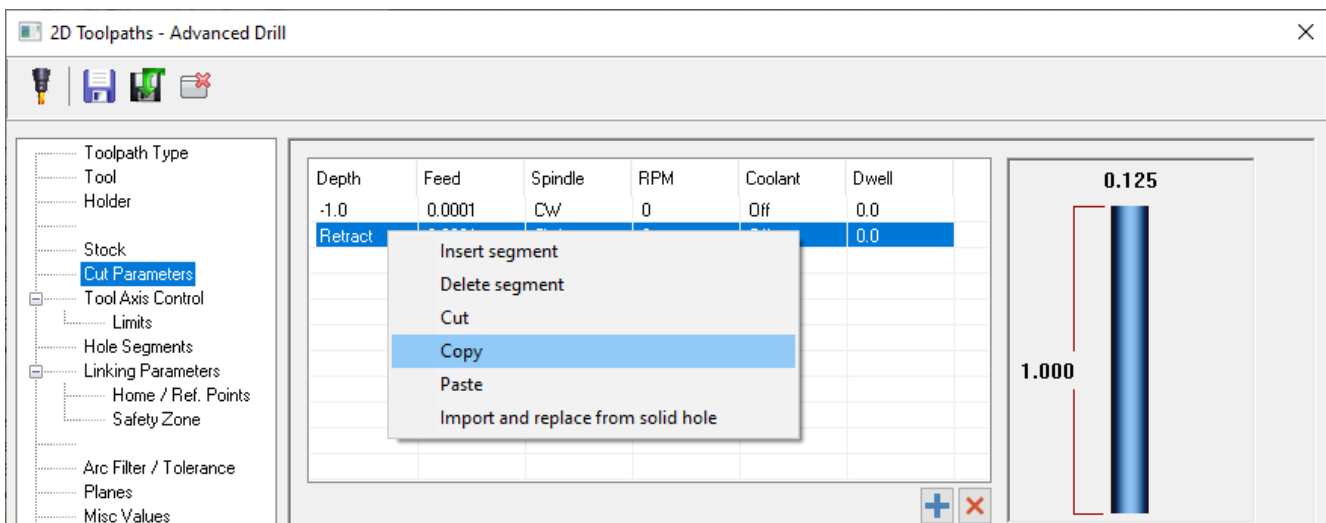 2D Toolpaths - Advanced Drill
Toolpath Type
Tool
Holder
Stock
Cut Parameters
Tool Axis Control
Limits
Hole Segments
Linking Parameters
Home / Ref. Points
Safety Zone
Arc Filter / Tolerance
Planes
Misc Values
Depth Feed Spindle RPM Coolant Dwell
-1.0 0.0001 CW 0 Off 0.0
Retract 0.0
Insert segment
Delete segment
Cut
Copy
Paste
Import and replace from solid hole
0.125
1.000